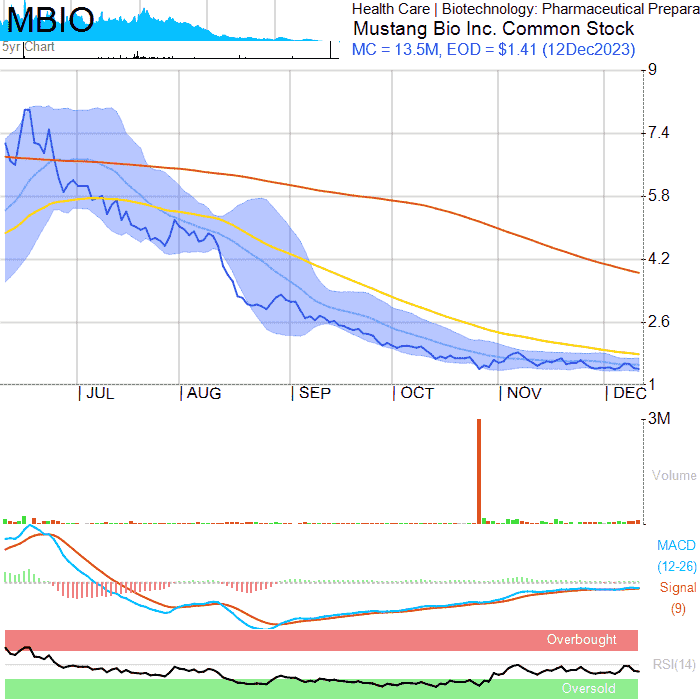 MBIO
5yr Chart
Health Care | Biotechnology: Pharmaceutical Prepara
Mustang Bio Inc. Common Stock
MC = 13.5M, EOD = $1.41 (12Dec2023)
9
7.4
5.8
4.2
2.6
1
JUL AUG SEP OCT NOV DEC
3M
Volume
MACD
(12-26)
Signal
(9)
Overbought
RSI(14)
Oversold